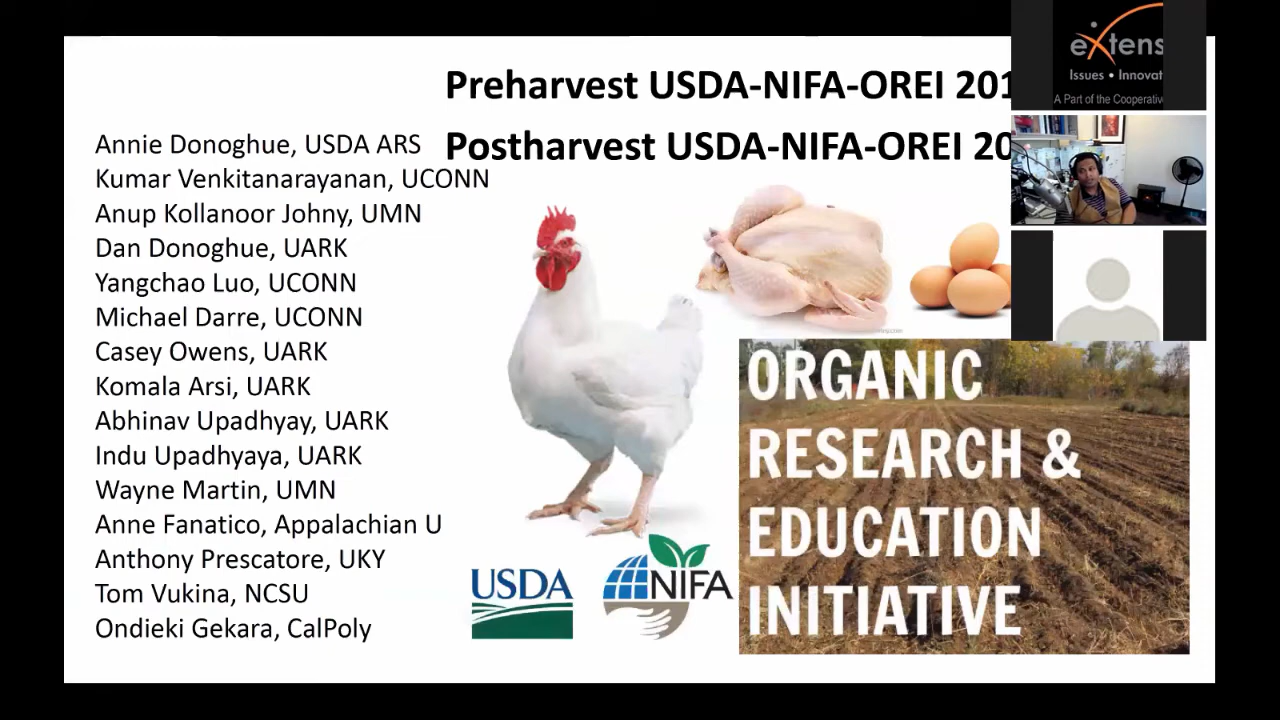 Preharvest USDA-NIFA-OREI 201
Postharvest USDA-NIFA-OREI 20
Annie Donoghue, USDA ARS
Kumar Venkitanarayanan, UCONN
Anup Kollanoor Johny, UMN
Dan Donoghue, UARK
Yangchao Luo, UCONN
Michael Darre, UCONN
Casey Owens, UARK
Komala Arsi, UARK
Abhinav Upadhyay, UARK
Indu Upadhyaya, UARK
Wayne Martin, UMN
Anne Fanatico, Appalachian U
Anthony Prescatore, UKY
Tom Vukina, NCSU
Ondieki Gekara, CalPoly
USDA
NIFA
ORGANIC
RESEARCH &
EDUCATION
INITIATIVE
eXtens
Issues • Innovat
A Part of the Cooperativ